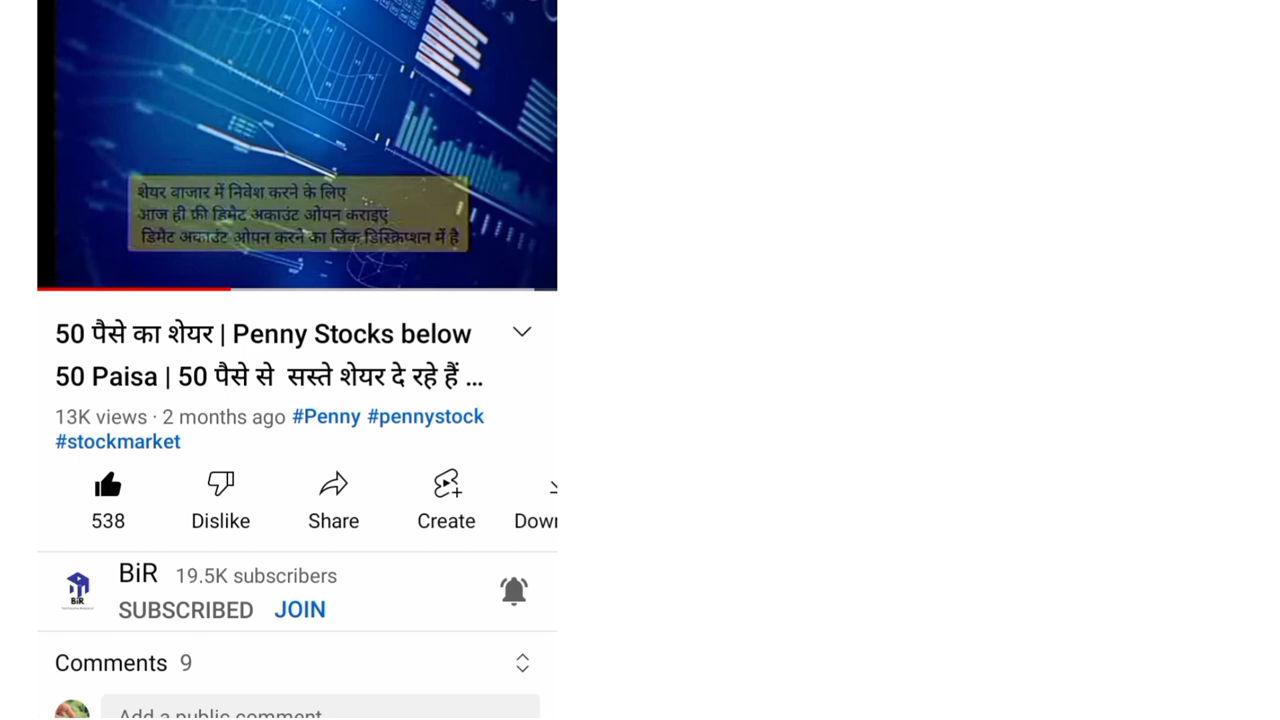 शेयर बाजार में निवेश करने के लिए
आज ही फ्री डिमैट अकाउंट ओपन कराइए
डिमैट अकाउंट ओपन करने का लिंक डिस्क्रिप्शन में है
50 पैसे का शेयर | Penny Stocks below
50 Paisa | 50 पैसे से सस्ते शेयर दे रहे हैं ...
13K views · 2 months ago #Penny #pennystock
#stockmarket
538 Dislike Share Create Down
BiR 19.5K subscribers
BiR
SUBSCRIBED JOIN
Comments 9
Add a public comment